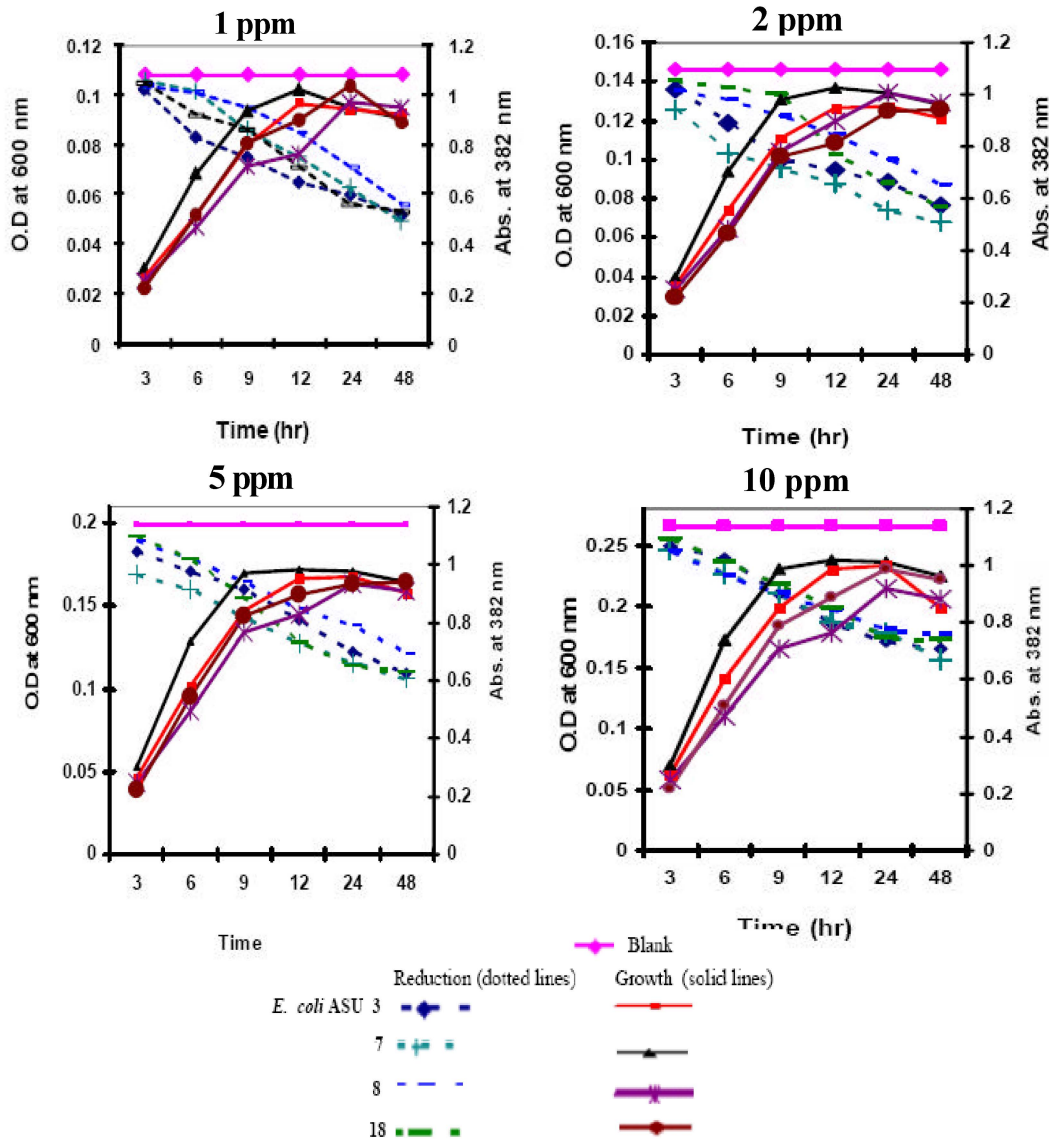 1 ppm
0.12
0.1
0.08
0.06
0.04
0.02
0
O.D at 600 nm
1.2
1
0.8
0.6
0.4
0.2
0
Abs. at 382 nm
3 6 9 12 24 48
Time (hr)
2 ppm
0.16
0.14
0.12
0.1
0.08
0.06
0.04
0.02
0
O.D at 600 nm
1.2
1
0.8
0.6
0.4
0.2
0
Abs. at 382 nm
3 6 9 12 24 48
Time (hr)
5 ppm
0.2
0.15
0.1
0.05
0
O.D at 600 nm
1.2
1
0.8
0.6
0.4
0.2
0
Abs. at 382 nm
3 6 9 12 24 48
Time
10 ppm
0.25
0.2
0.15
0.1
0.05
0
O.D at 600 nm
1.2
1
0.8
0.6
0.4
0.2
0
Abs. at 382 nm
3 6 9 12 24 48
Time (hr)
Blank
Reduction (dotted lines) Growth (solid lines)
E. coli ASU 3
7
8
18